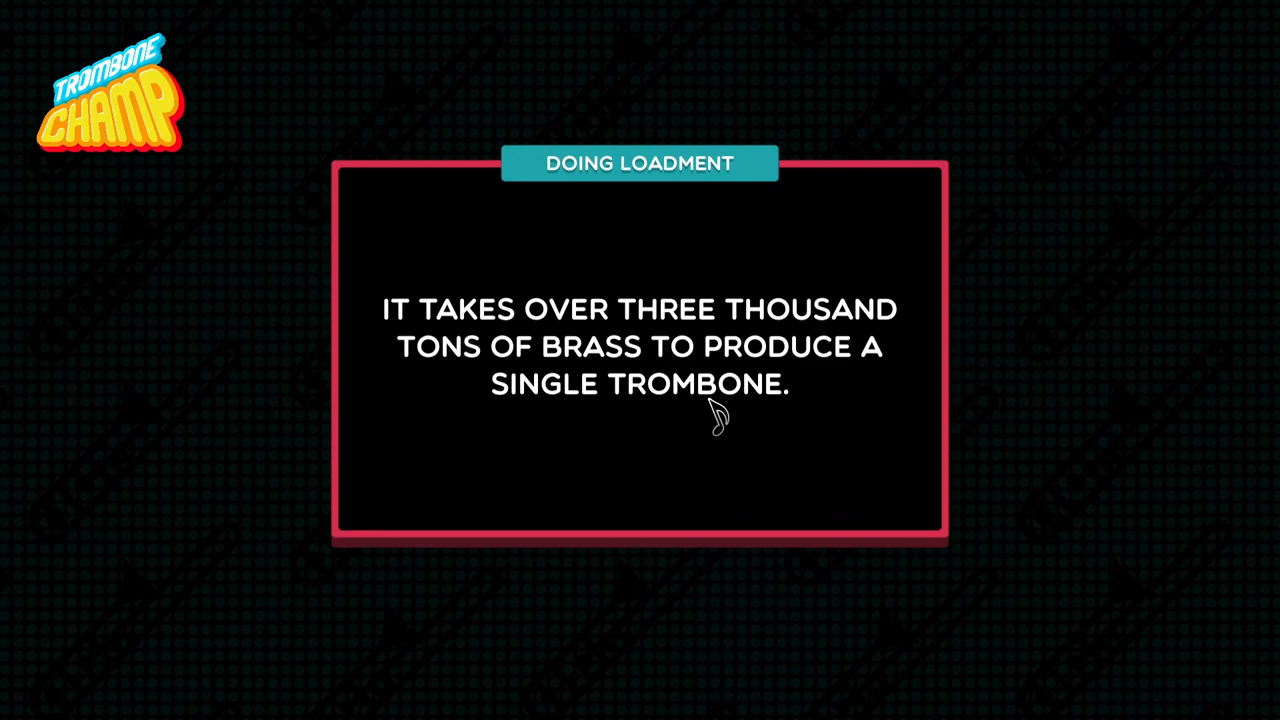 TROMBONE
CHAMP
DOING LOADMENT
IT TAKES OVER THREE THOUSAND
TONS OF BRASS TO PRODUCE A
SINGLE TROMBONE.